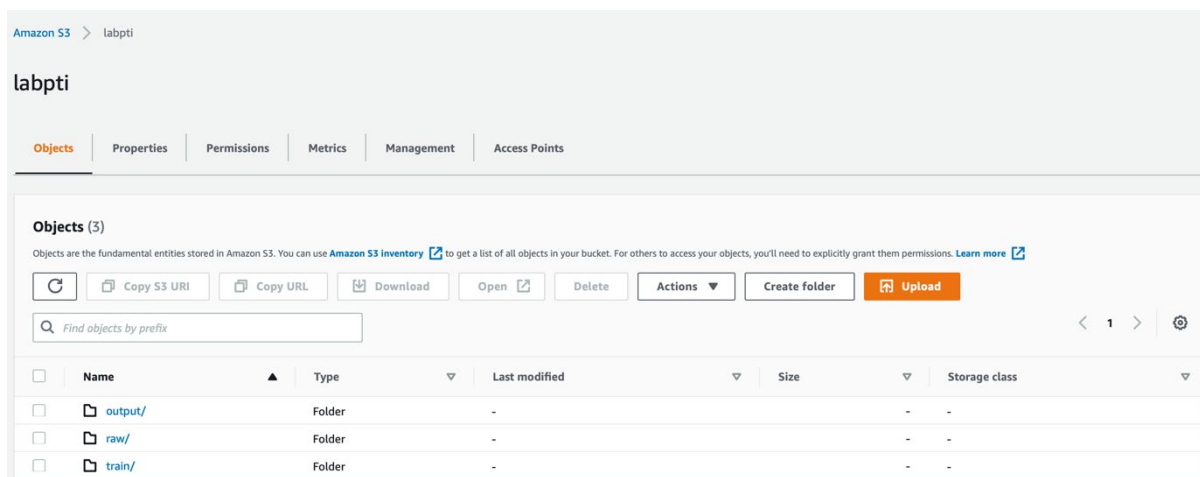 Amazon S3 > labpti
labpti
Objects Properties Permissions Metrics Management Access Points
Objects (3)
Objects are the fundamental entities stored in Amazon S3. You can use Amazon S3 inventory to get a list of all objects in your bucket. For others to access your objects, you'll need to explicitly grant them permissions. Learn more
Copy S3 URI Copy URL Download Open Delete Actions Create folder Upload
Find objects by prefix < 1 >
Name Type Last modified Size Storage class
output/ Folder - - -
raw/ Folder - - -
train/ Folder - - -